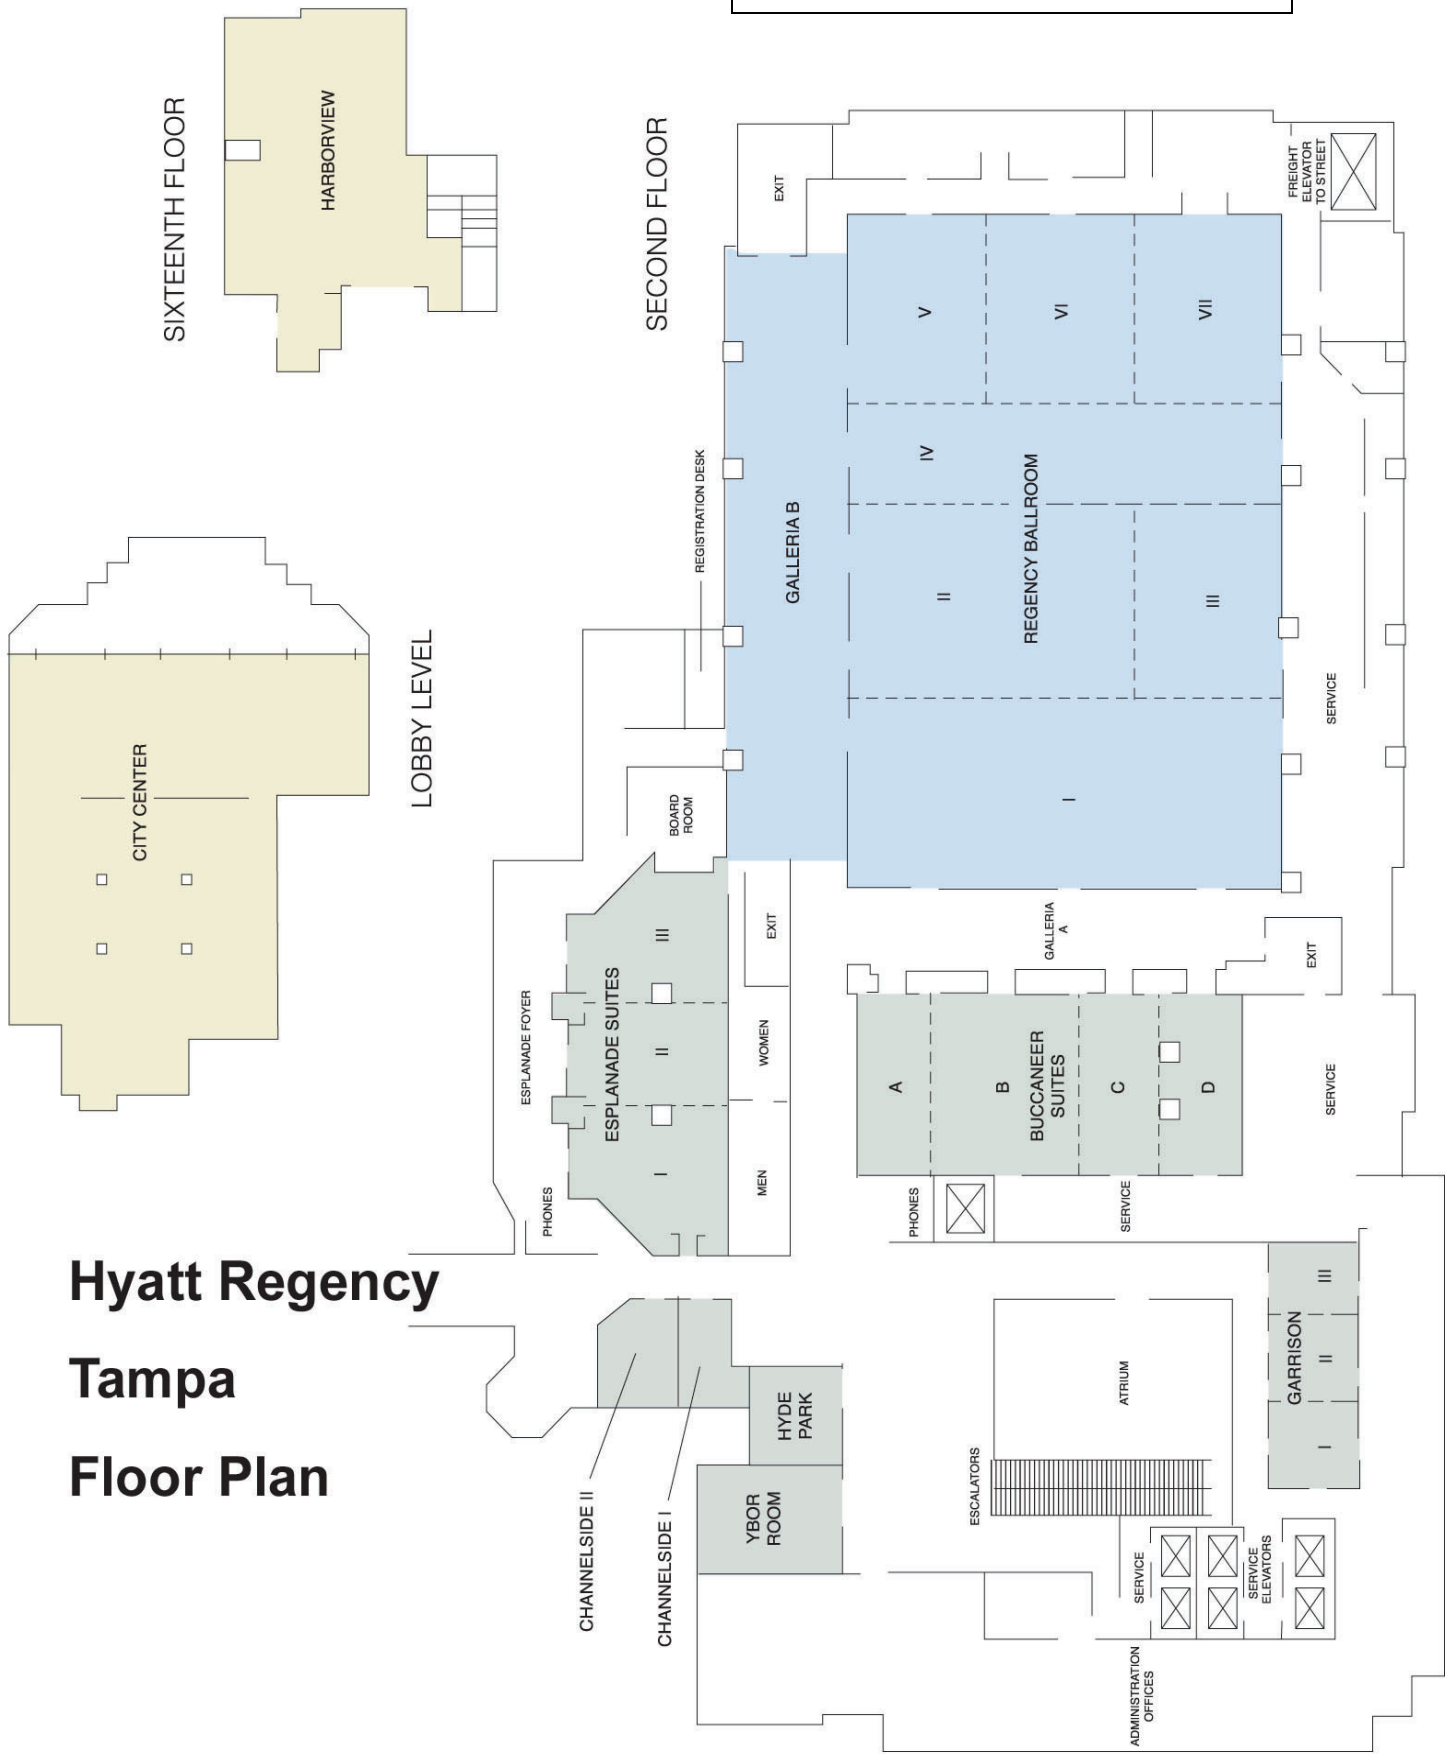 SIXTEENTH FLOOR
HARBORVIEW
SECOND FLOOR
EXIT
FREIGHT
ELEVATOR
TO STREET
V
VI
VII
IV
REGISTRATION DESK
GALLERIA B
REGENCY BALLROOM
II
III
I
SERVICE
CITY CENTER
LOBBY LEVEL
BOARD
ROOM
ESPLANADE FOYER
ESPLANADE SUITES
III
II
I
EXIT
WOMEN
MEN
PHONES
GALLERIA
A
EXIT
A
B
C
D
BUCCANEER
SUITES
SERVICE
PHONES
SERVICE
Hyatt Regency
Tampa
Floor Plan
HYDE
PARK
YBOR
ROOM
CHANNELSIDE II
CHANNELSIDE I
ATRIUM
ESCALATORS
GARRISON
III
II
I
SERVICE
SERVICE
ELEVATORS
ADMINISTRATION
OFFICES